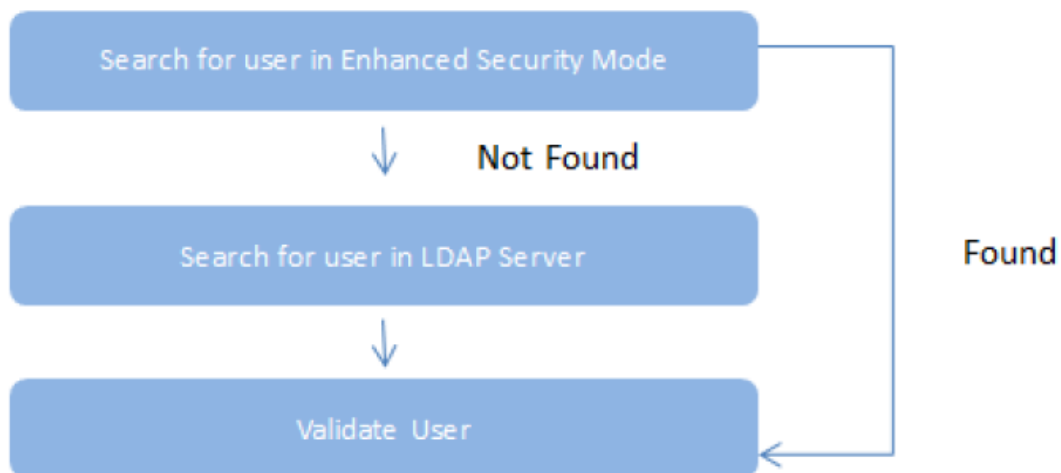 Search for user in Enhanced Security Mode
Not Found
Search for user in LDAP Server
Found
Validate User